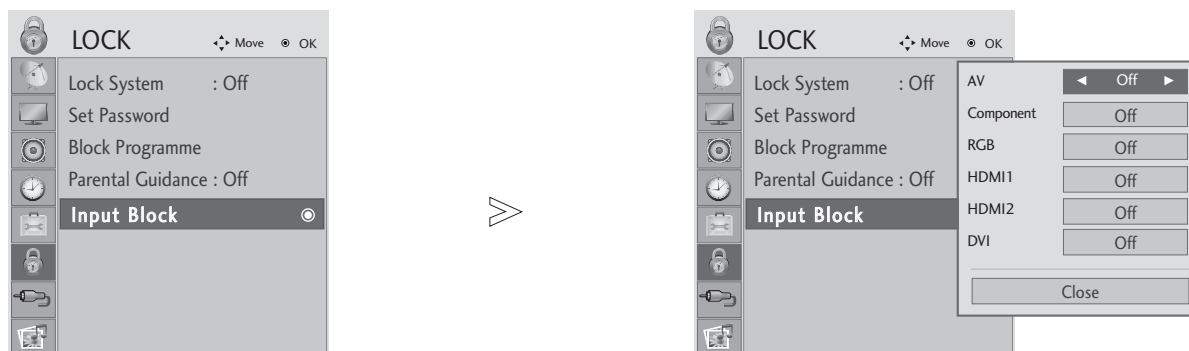 LOCK Move OK
Lock System : Off
Set Password
Block Programme
Parental Guidance : Off
Input Block
LOCK Move OK
Lock System : Off
Set Password
Block Programme
Parental Guidance : Off
Input Block
AV ◄ Off ►
Component Off
RGB Off
HDMI1 Off
HDMI2 Off
DVI Off
Close